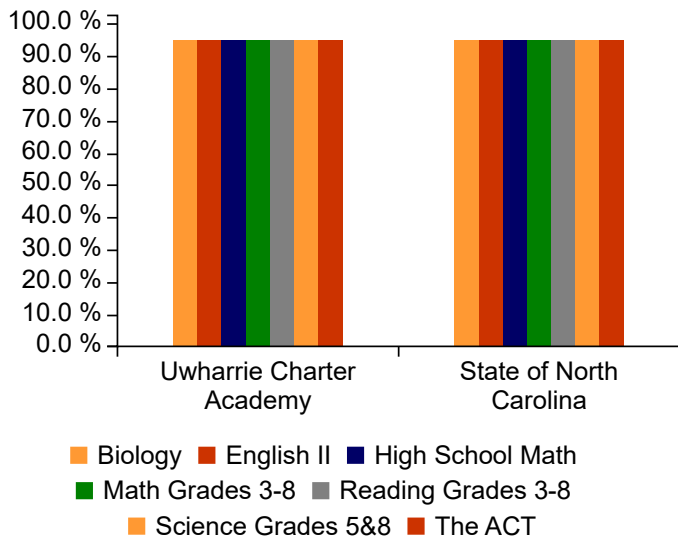 100.0 %
90.0 %
80.0 %
70.0 %
60.0 %
50.0 %
40.0 %
30.0 %
20.0 %
10.0 %
0.0 %
Uwharrie Charter
Academy
State of North
Carolina
Biology English II High School Math
Math Grades 3-8 Reading Grades 3-8
Science Grades 5&8 The ACT